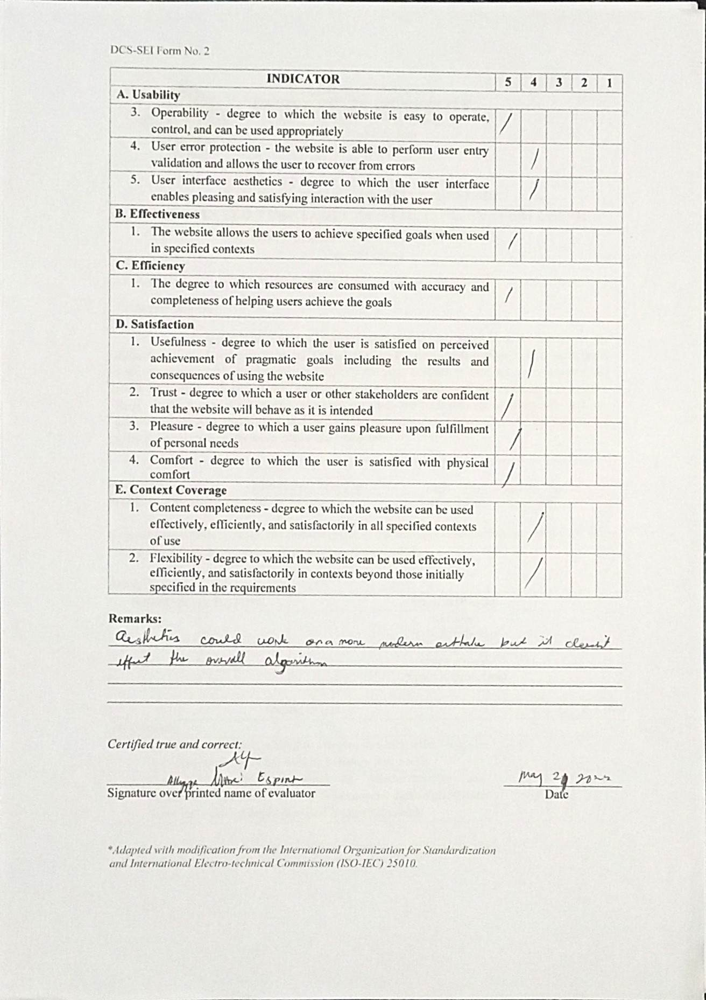 DCS-SEI Form No. 2
INDICATOR 5 4 3 2 1
A. Usability
3. Operability - degree to which the website is easy to operate, /
control, and can be used appropriately
4. User error protection - the website is able to perform user entry /
validation and allows the user to recover from errors
5. User interface aesthetics - degree to which the user interface /
enables pleasing and satisfying interaction with the user
B. Effectiveness
1. The website allows the users to achieve specified goals when used /
in specified contexts
C. Efficiency
1. The degree to which resources are consumed with accuracy and /
completeness of helping users achieve the goals
D. Satisfaction
1. Usefulness - degree to which the user is satisfied on perceived
achievement of pragmatic goals including the results and /
consequences of using the website
2. Trust - degree to which a user or other stakeholders are confident /
that the website will behave as it is intended
3. Pleasure - degree to which a user gains pleasure upon fulfillment /
of personal needs
4. Comfort - degree to which the user is satisfied with physical /
comfort
E. Context Coverage
1. Content completeness - degree to which the website can be used
effectively, efficiently, and satisfactorily in all specified contexts /
of use
2. Flexibility - degree to which the website can be used effectively,
efficiently, and satisfactorily in contexts beyond those initially /
specified in the requirements
Remarks:
Aesthetics could work on a more modern but it doesn't
effect the overall algorithm
Certified true and correct:
May 2022
Signature over printed name of evaluator
Date
*Adapted with modification from the International Organization for Standardization
and International Electro-technical Commission (ISO-IEC) 25010.